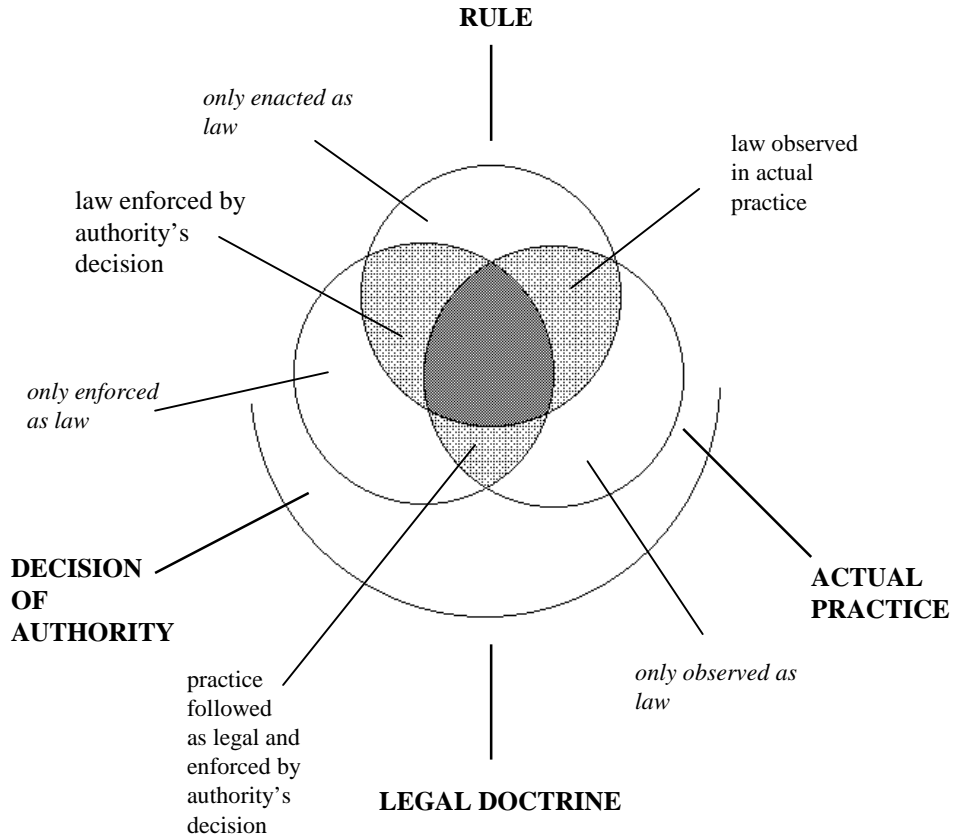 RULE
only enacted as
law
law observed
in actual
practice
law enforced by
authority’s
decision
only enforced
as law
DECISION
OF
AUTHORITY
ACTUAL
PRACTICE
only observed as
law
practice
followed
as legal and
enforced by
authority’s
decision
LEGAL DOCTRINE